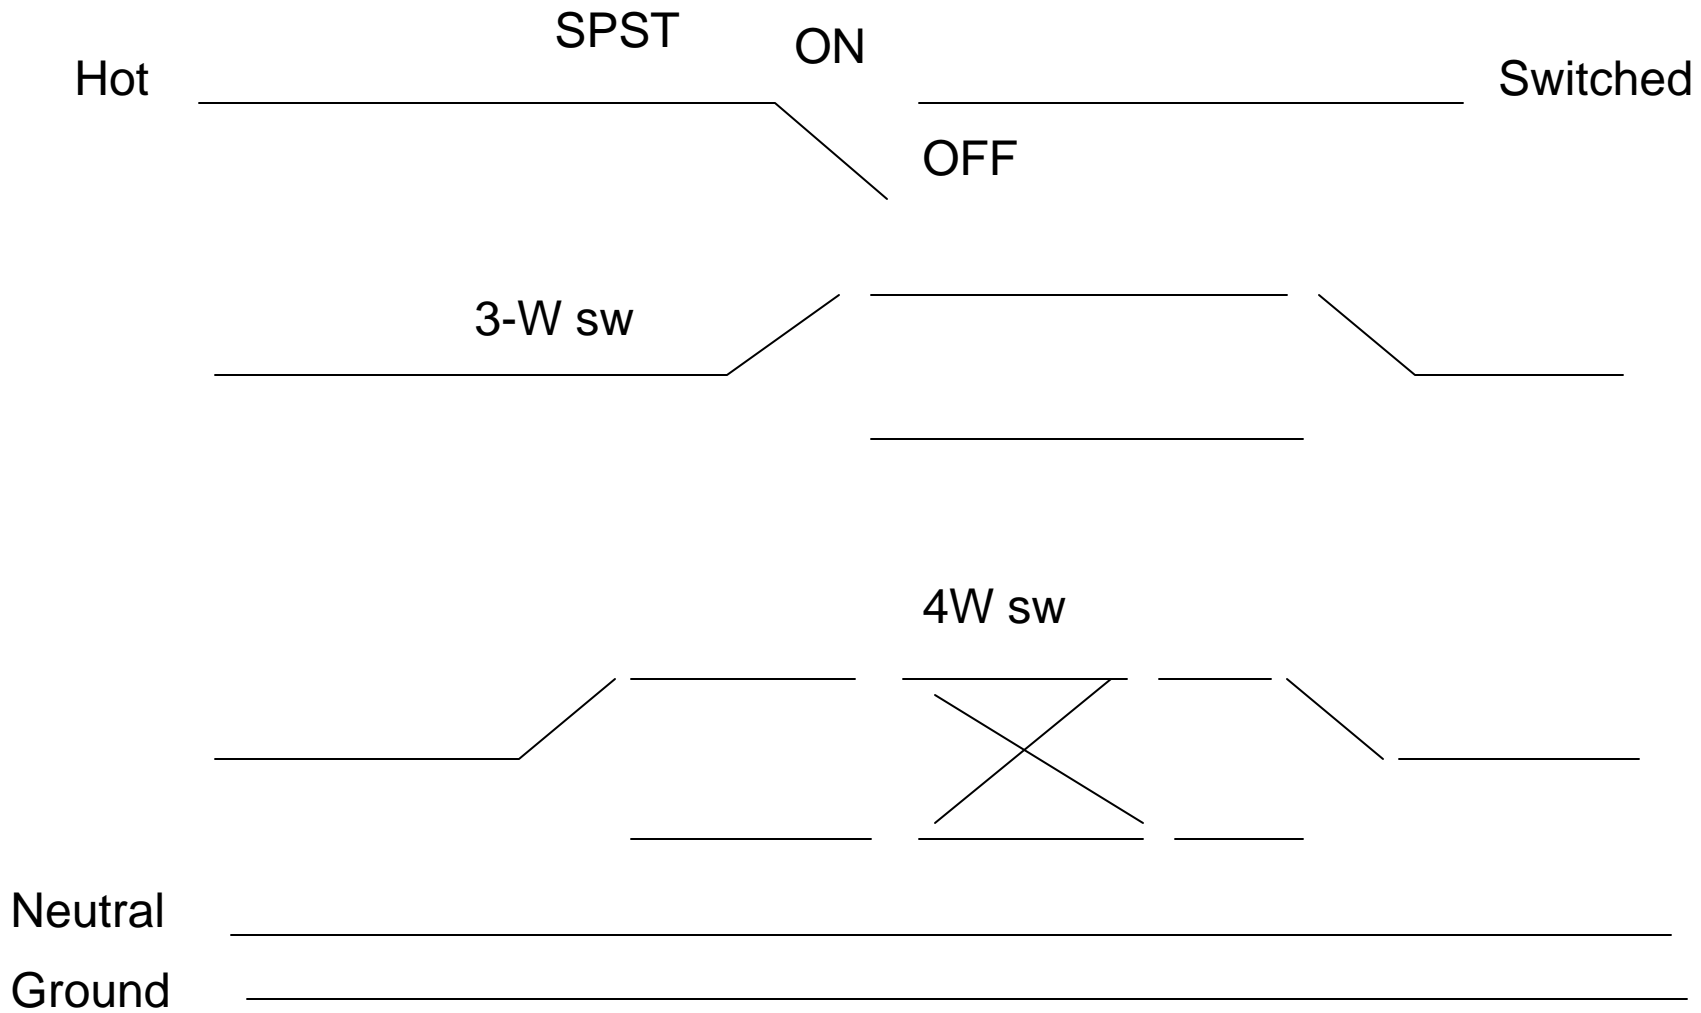 SPST
ON
Hot
Switched
OFF
3-W sw
4W sw
Neutral
Ground